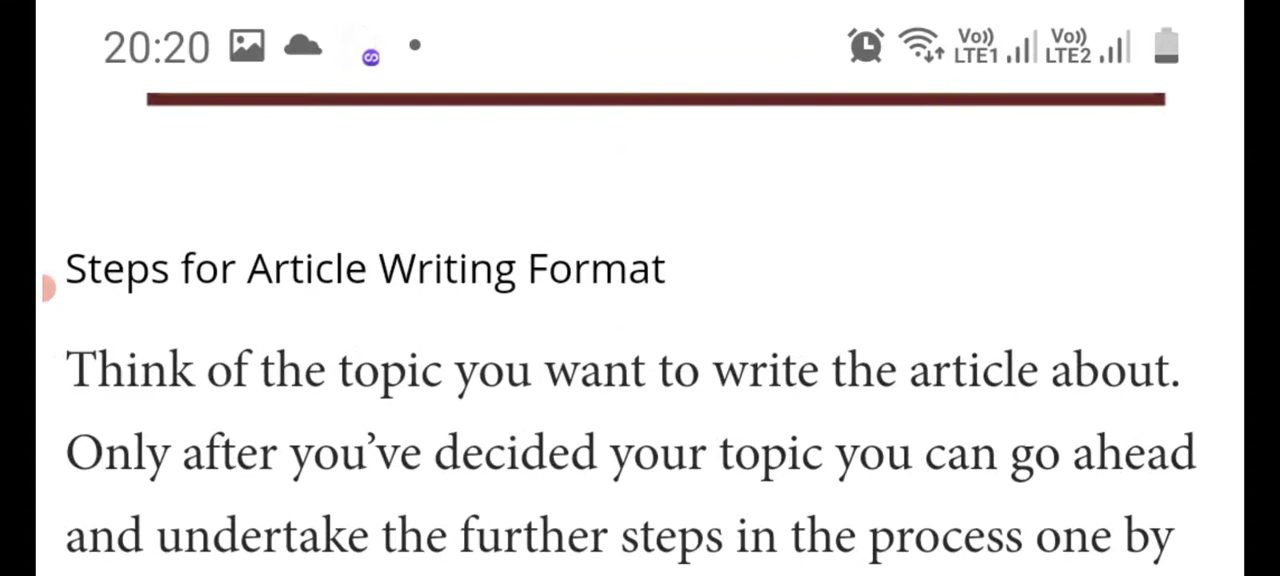 20:20 Vo)) LTE1 Vo)) LTE2
Steps for Article Writing Format
Think of the topic you want to write the article about.
Only after you’ve decided your topic you can go ahead
and undertake the further steps in the process one by